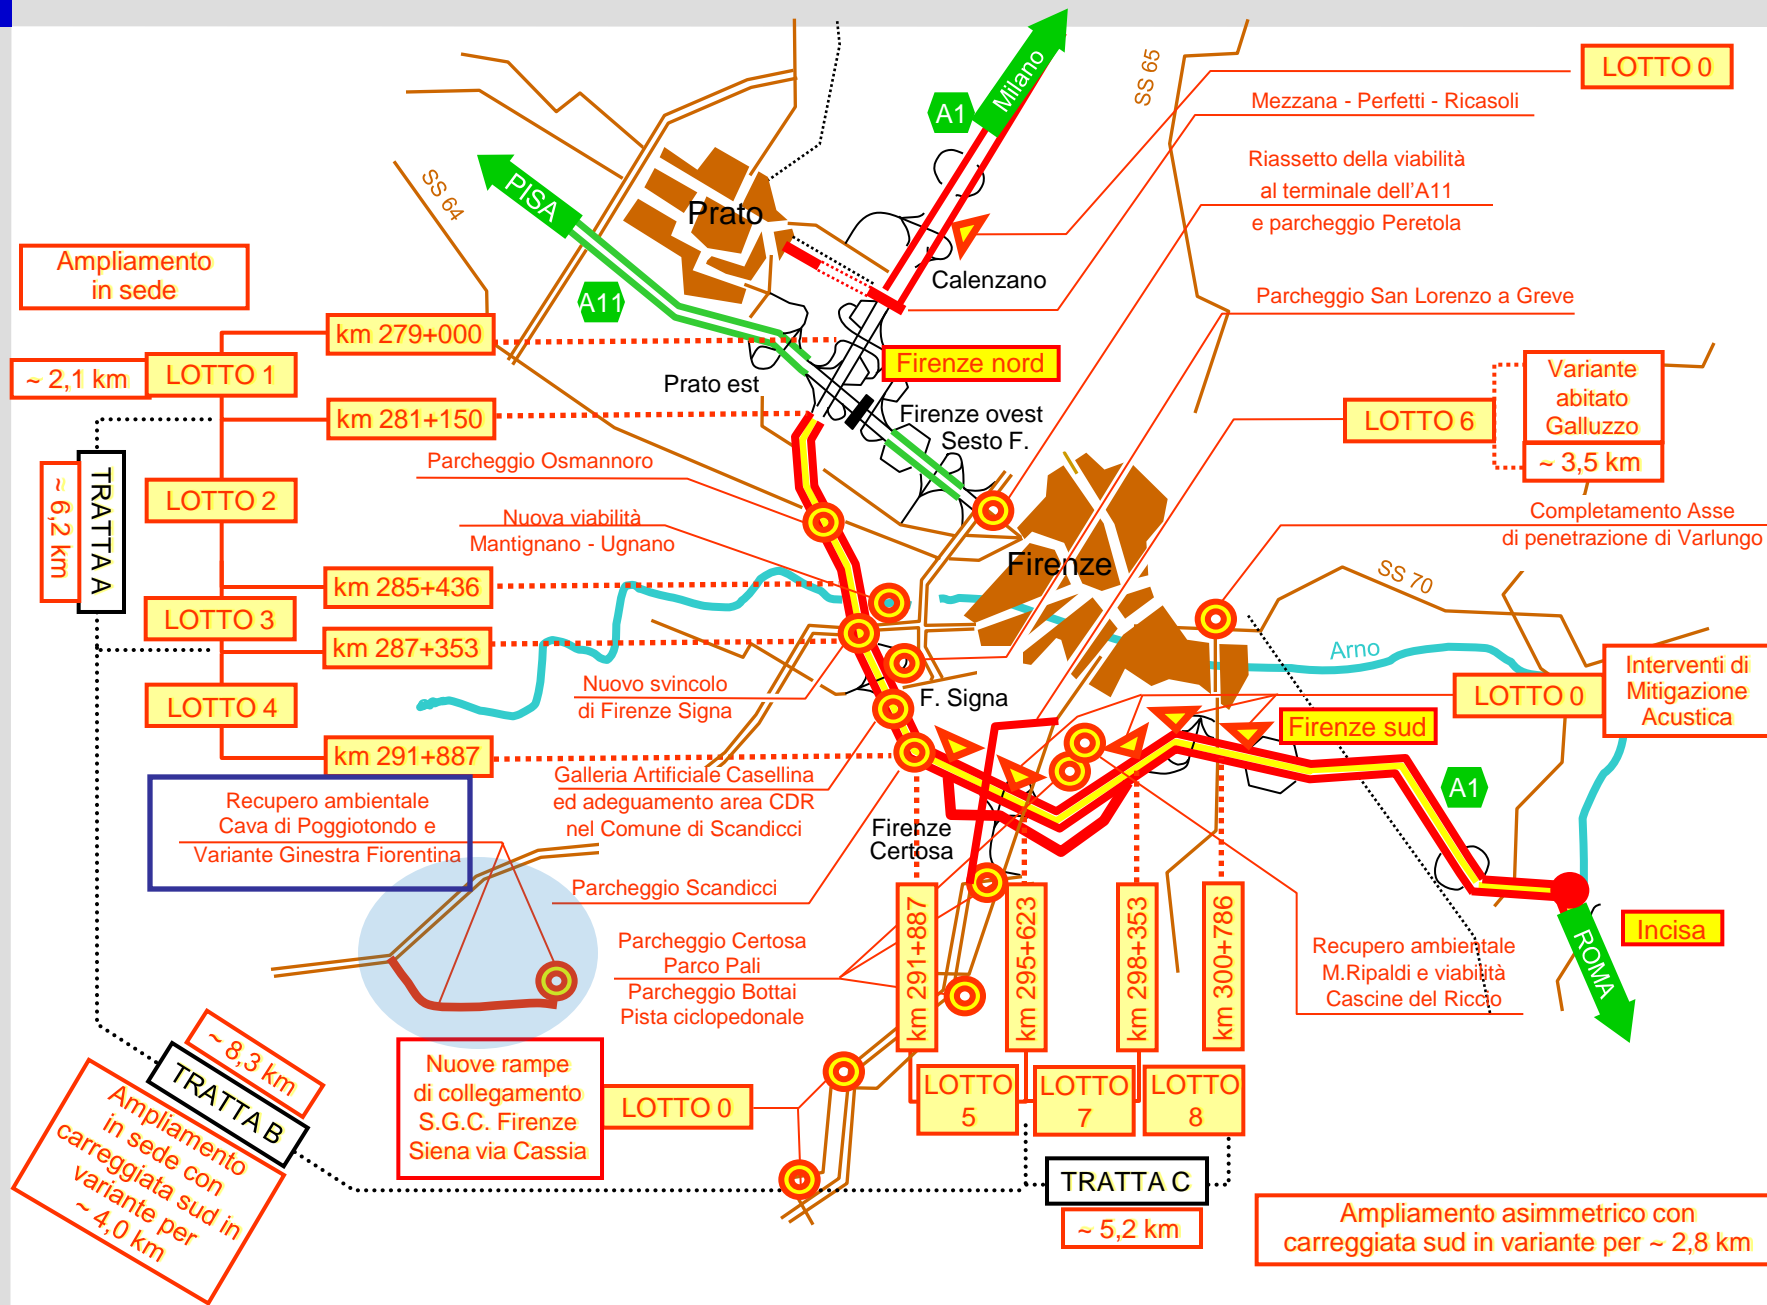 LOTTO 0
Mezzana - Perfetti - Ricasoli
Riassetto della viabilità
al terminale dell'A11
e parcheggio Peretola
Parcheggio San Lorenzo a Greve
Milano
A1
SS 65
SS 64
PISA
A11
Prato
Calenzano
Ampliamento
in sede
km 279+000
~ 2,1 km
LOTTO 1
km 281+150
Prato est
Firenze nord
Firenze ovest
Sesto F.
LOTTO 6
Variante
abitato
Galluzzo
~ 3,5 km
Parcheggio Osmannoro
TRATTA A
~ 6,2 km
LOTTO 2
Nuova viabilità
Mantignano - Ugnano
Completamento Asse
di penetrazione di Varlungo
Firenze
SS 70
km 285+436
LOTTO 3
km 287+353
Arno
Nuovo svincolo
di Firenze Signa
F. Signa
LOTTO 4
LOTTO 0
Interventi di
Mitigazione
Acustica
Firenze sud
km 291+887
Galleria Artificiale Casellina
ed adeguamento area CDR
nel Comune di Scandicci
A1
Recupero ambientale
Cava di Poggiotondo e
Variante Ginestra Fiorentina
Firenze
Certosa
Parcheggio Scandicci
Parcheggio Certosa
Parco Pali
Parcheggio Bottai
Pista ciclopedonale
km 291+887
km 295+623
km 298+353
km 300+786
Recupero ambientale
M.Ripaldi e viabilità
Cascine del Riccio
Incisa
ROMA
~ 8,3 km
TRATTA B
Ampliamento
in sede con
carreggiata sud in
variante per
~ 4,0 km
Nuove rampe
di collegamento
S.G.C. Firenze
Siena via Cassia
LOTTO 0
LOTTO
5
LOTTO
7
LOTTO
8
TRATTA C
~ 5,2 km
Ampliamento asimmetrico con
carreggiata sud in variante per ~ 2,8 km